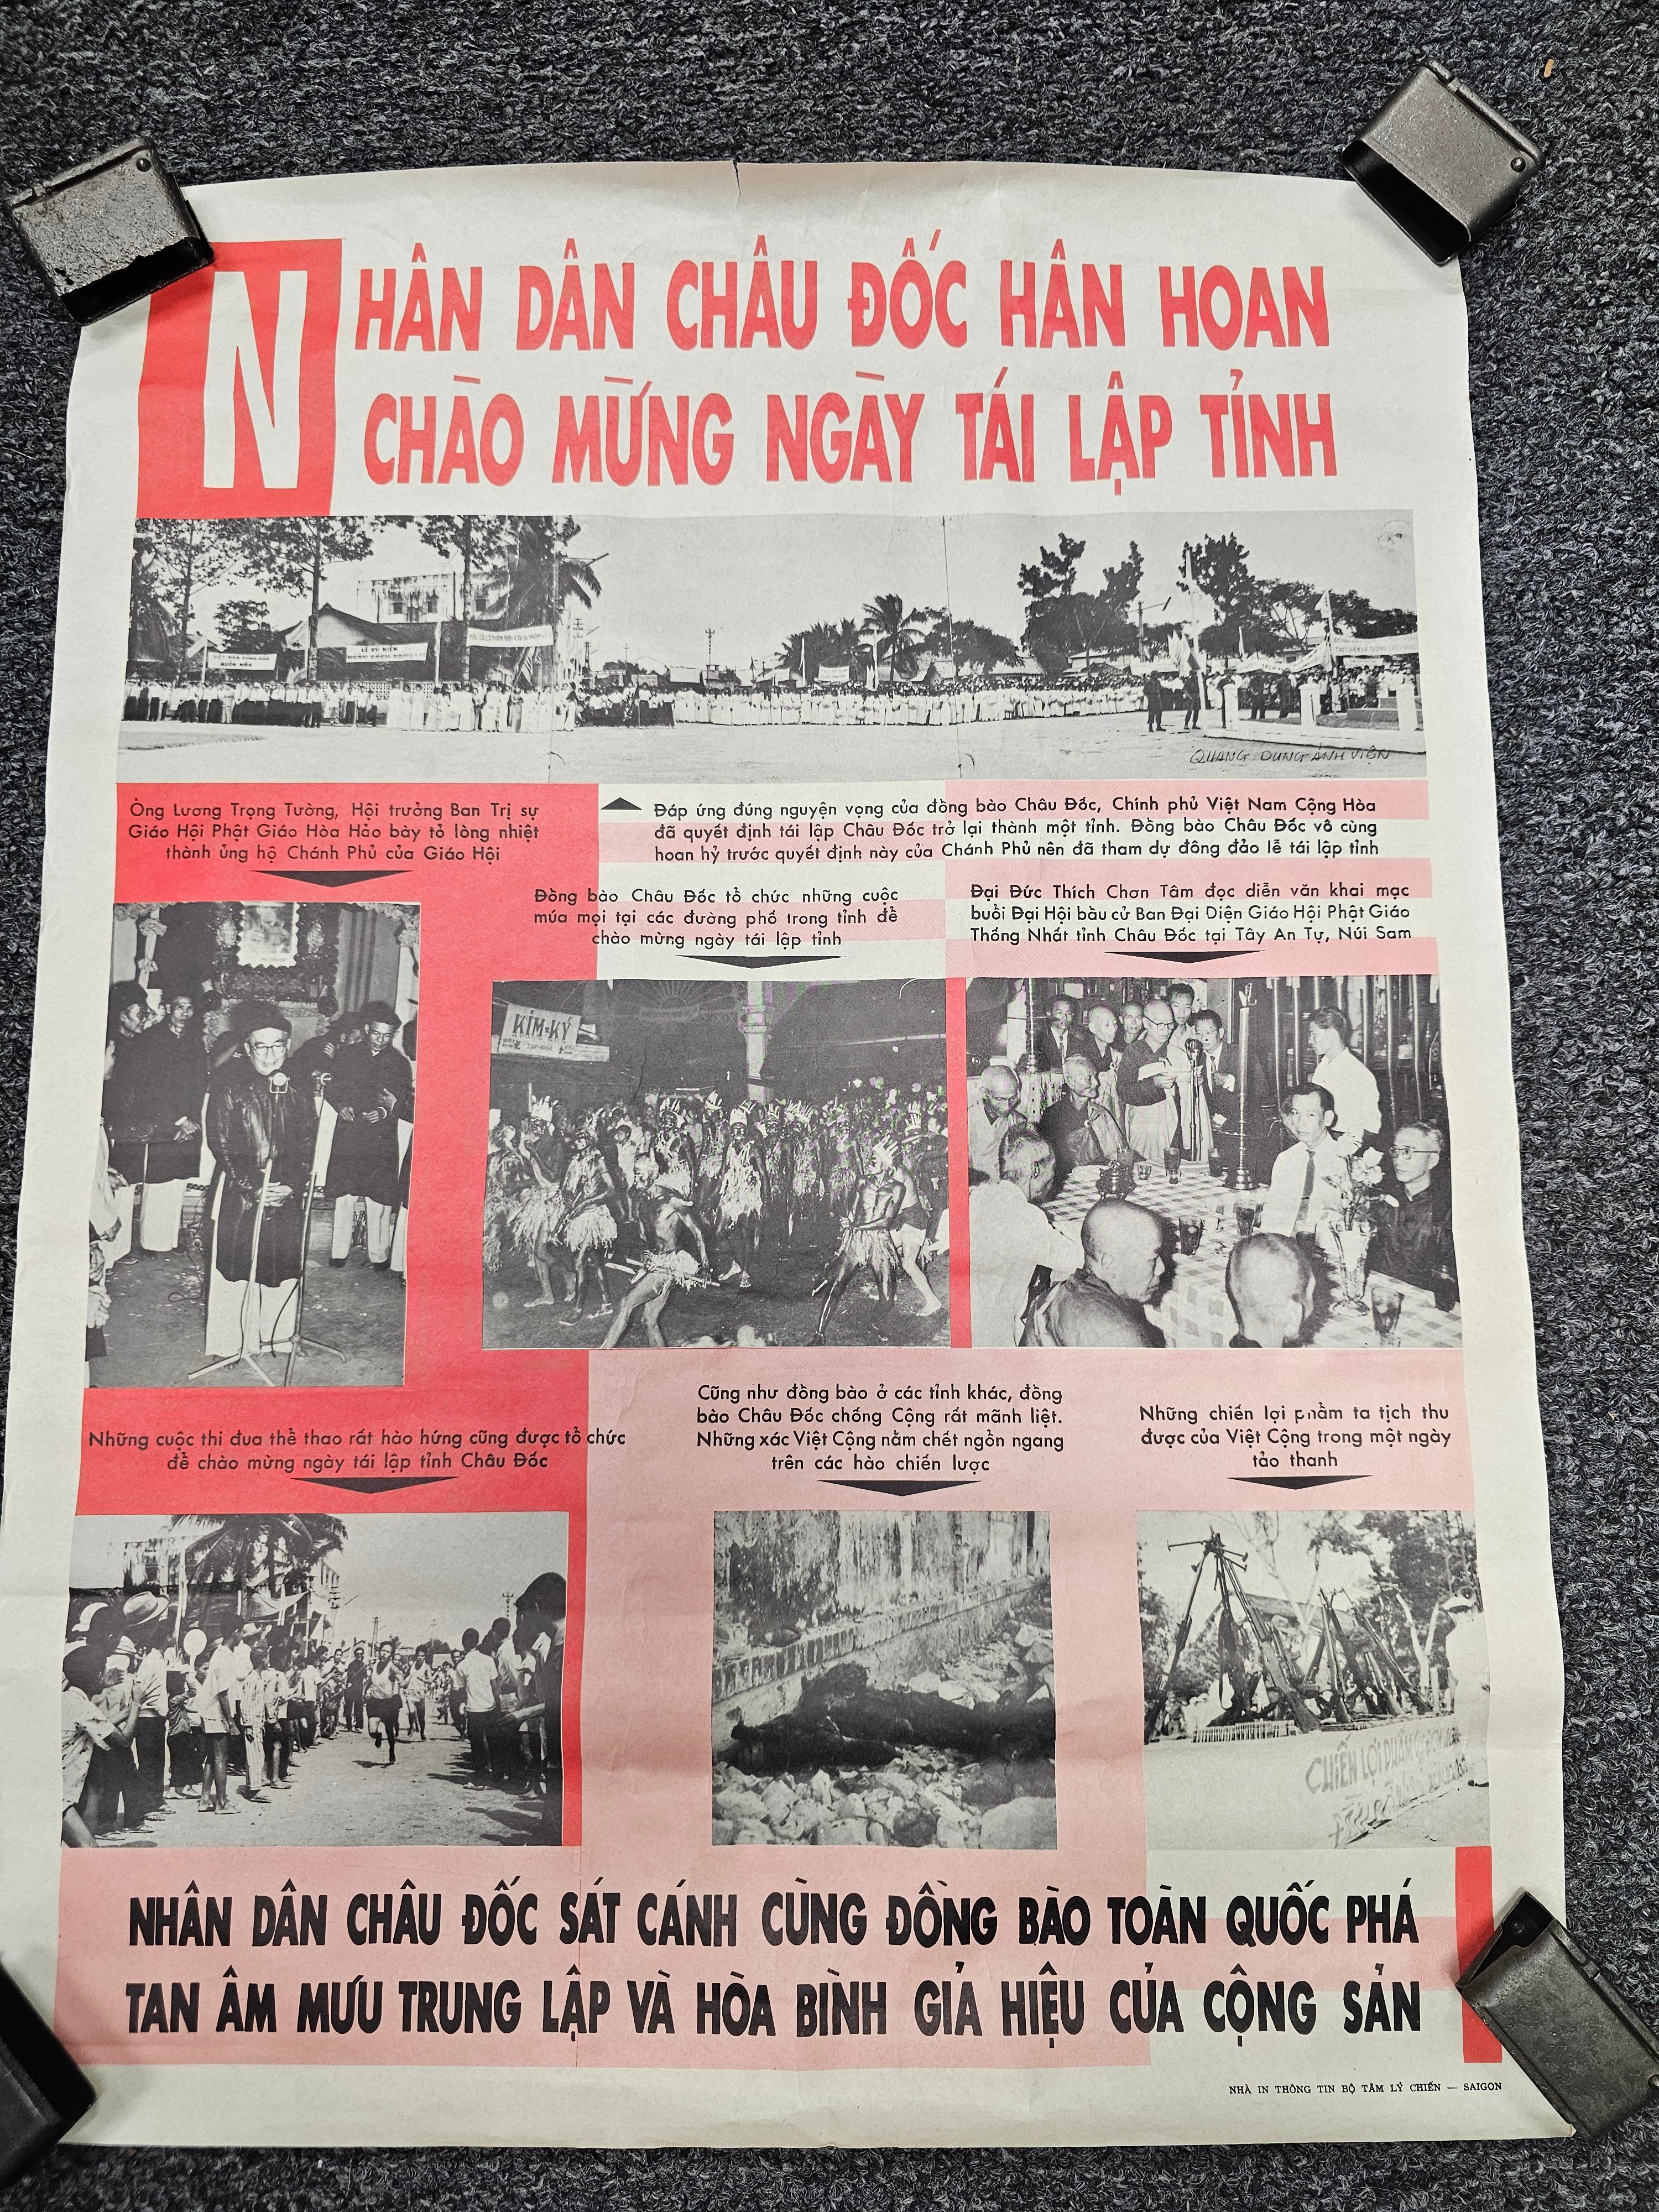 NHÂN DÂN CHÂU ĐỐC HÂN HOAN
CHÀO MỪNG NGÀY TÁI LẬP TỈNH
LỄ KỶ NIỆM
QUANG DUNG ẢNH VIỆN
Ông Lương Trọng Tường, Hội trưởng Ban Trị sự
Giáo Hội Phật Giáo Hòa Hảo bày tỏ lòng nhiệt
thành ủng hộ Chánh Phủ của Giáo Hội
Đáp ứng đúng nguyện vọng của đồng bào Châu Đốc, Chính phủ Việt Nam Cộng Hòa
đã quyết định tái lập Châu Đốc trở lại thành một tỉnh. Đồng bào Châu Đốc vô cùng
hoan hỷ trước quyết định này của Chánh Phủ nên đã tham dự đông đảo lễ tái lập tỉnh
Đồng bào Châu Đốc tổ chức những cuộc
múa mọi tại các đường phố trong tỉnh để
chào mừng ngày tái lập tỉnh
Đại Đức Thích Chơn Tâm đọc diễn văn khai mạc
buổi Đại Hội bầu cử Ban Đại Diện Giáo Hội Phật Giáo
Thống Nhất tỉnh Châu Đốc tại Tây An Tự, Núi Sam
KÍM-KÝ
Những cuộc thi đua thể thao rất hào hứng cũng được tổ chức
để chào mừng ngày tái lập tỉnh Châu Đốc
Cũng như đồng bào ở các tỉnh khác, đồng
bào Châu Đốc chống Cộng rất mãnh liệt.
Những xác Việt Cộng nằm chết ngổn ngang
trên các hào chiến lược
Những chiến lợi phẩm ta tịch thu
được của Việt Cộng trong một ngày
tảo thanh
CHIẾN LỢI PHẨM
NHÂN DÂN CHÂU ĐỐC SÁT CÁNH CÙNG ĐỒNG BÀO TOÀN QUỐC PHÁ
TAN ÂM MƯU TRUNG LẬP VÀ HÒA BÌNH GIẢ HIỆU CỦA CỘNG SẢN
NHÀ IN THÔNG TIN BỘ TÂM LÝ CHIẾN — SAIGON